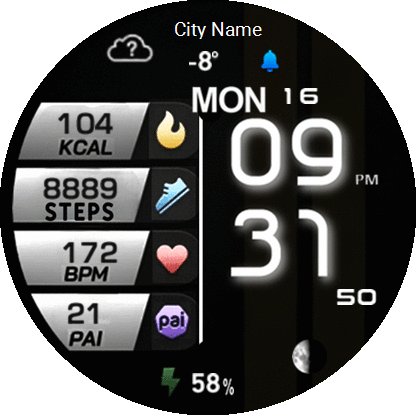 City Name
?
-8°
MON 16
104
KCAL
09
PM
8889
STEPS
31
172
BPM
50
21
PAI
pai
58%